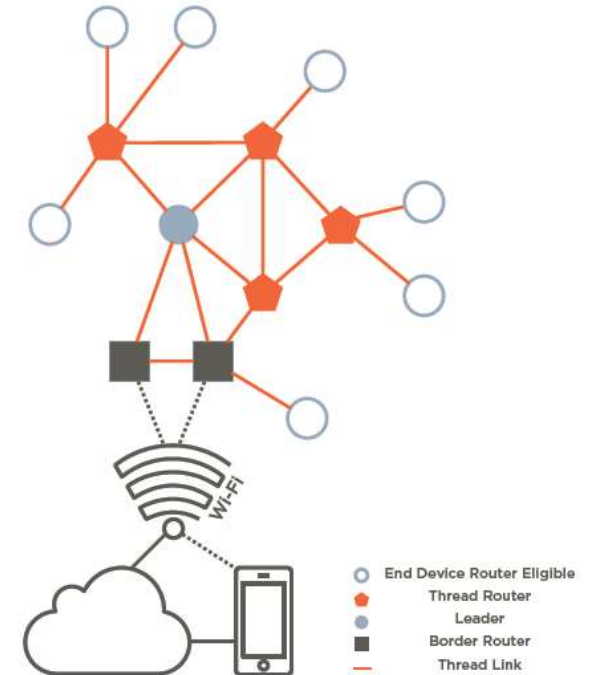 Wi-Fi
End Device Router Eligible
Thread Router
Leader
Border Router
Thread Link